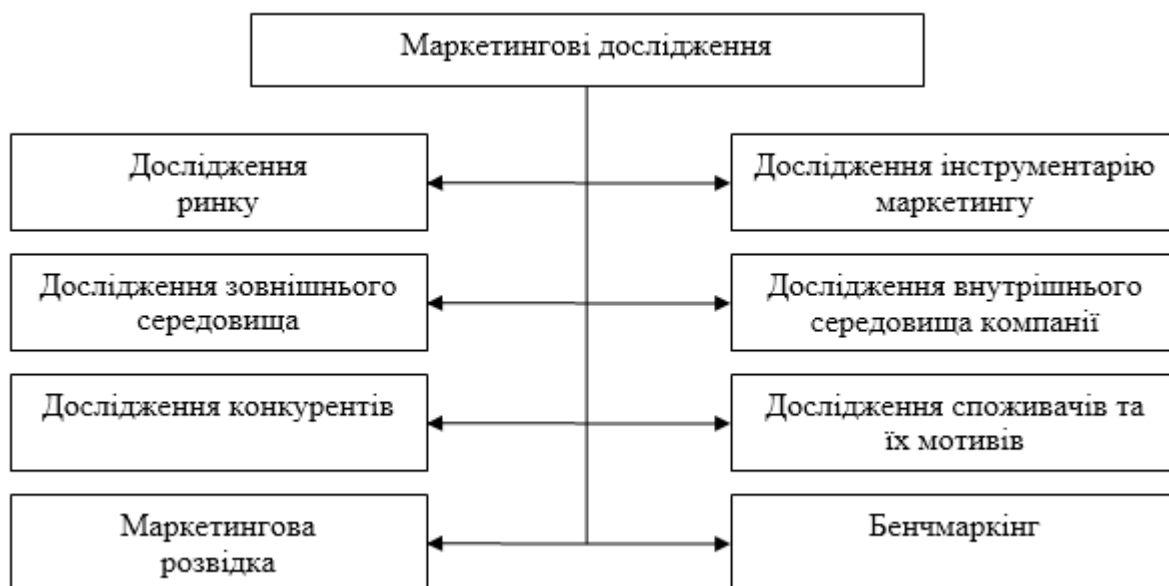 Маркетингові дослідження
Дослідження
ринку
Дослідження інструментарію
маркетингу
Дослідження зовнішнього
середовища
Дослідження внутрішнього
середовища компанії
Дослідження конкурентів
Дослідження споживачів та
їх мотивів
Маркетингова
розвідка
Бенчмаркінг